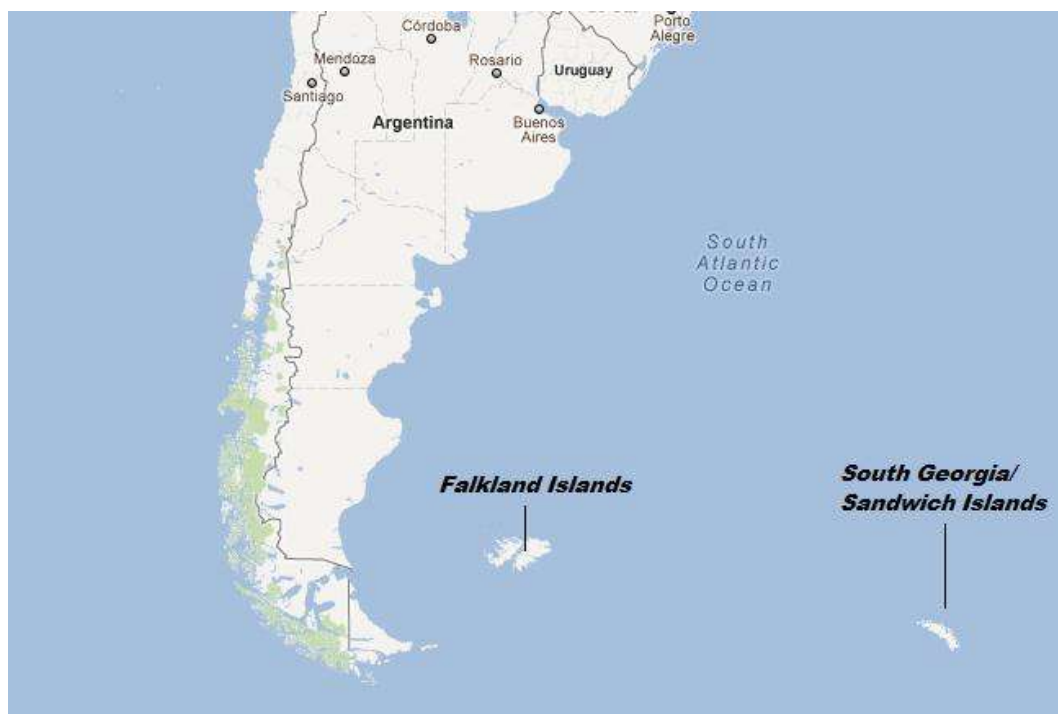 Córdoba
Porto
Alegre
Mendoza
Rosario
Uruguay
Santiago
Argentina
Buenos
Aires
South
Atlantic
Ocean
South Georgia/
Sandwich Islands
Falkland Islands